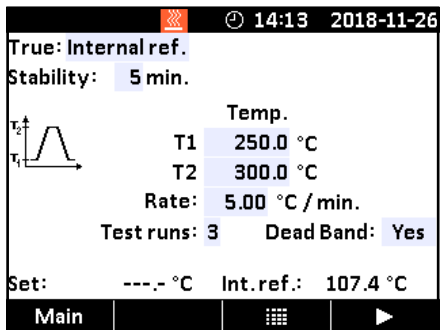 14:13 2018-11-26
True: Internal ref.
Stability: 5 min.
Temp.
T2
T1
T1 250.0 °C
T2 300.0 °C
Rate: 5.00 °C / min.
Test runs: 3 Dead Band: Yes
Set: ---.- °C Int. ref.: 107.4 °C
Main